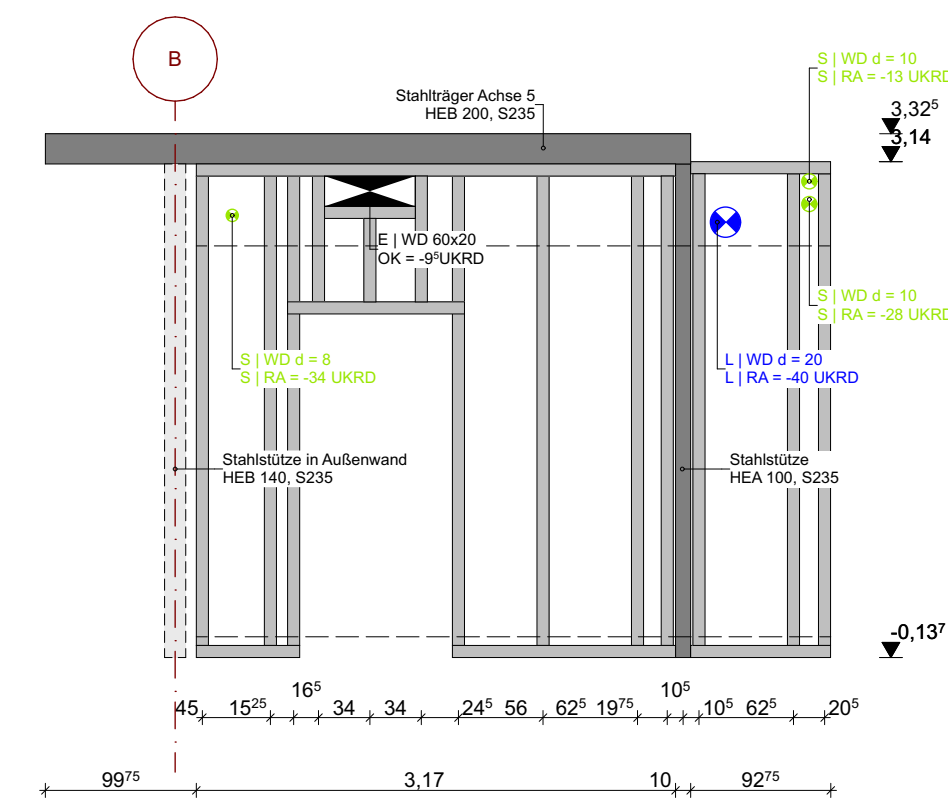 B
S | WD d = 10
S | RA = -13 UKRD
Stahlträger Achse 5
HEB 200, S235
3,32⁵
3,14
E | WD 60x20
OK = -9⁵UKRD
S | WD d = 10
S | RA = -28 UKRD
S | WD d = 8
S | RA = -34 UKRD
L | WD d = 20
L | RA = -40 UKRD
Stahlstütze in Außenwand
HEB 140, S235
Stahlstütze
HEA 100, S235
-0,13⁷
16⁵ 10⁵
45 15²⁵ 34 34 24⁵ 56 62⁵ 19⁷⁵ 10⁵ 62⁵ 20⁵
99⁷⁵ 3,17 10 92⁷⁵